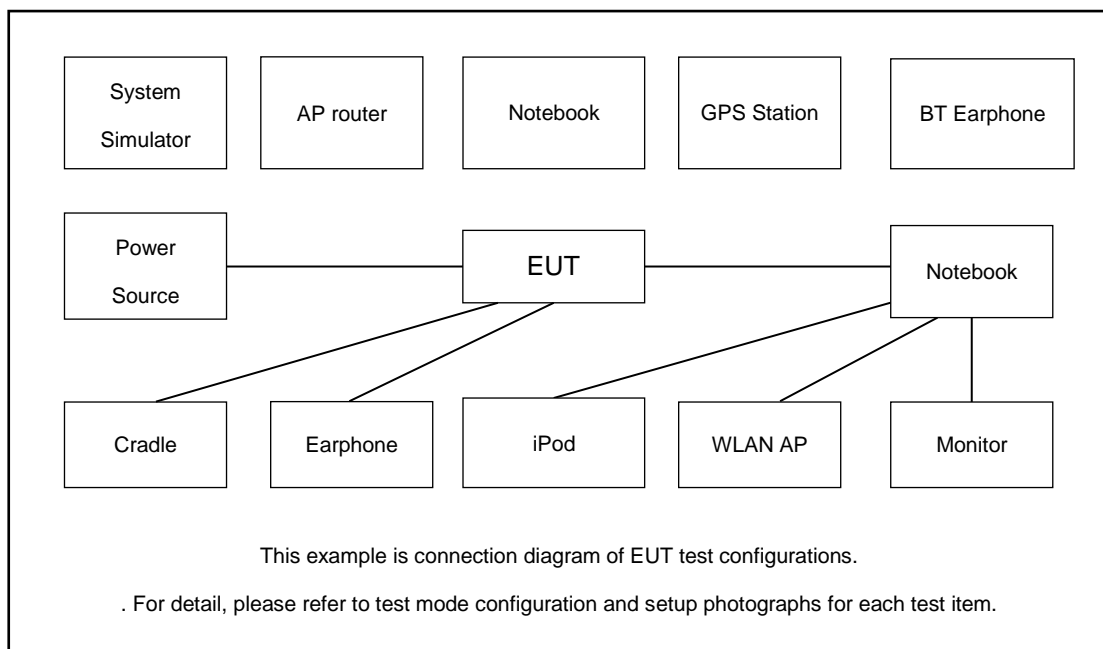 System
Simulator
AP router
Notebook
GPS Station
BT Earphone
Power
Source
EUT
Notebook
Cradle
Earphone
iPod
WLAN AP
Monitor
This example is connection diagram of EUT test configurations.
. For detail, please refer to test mode configuration and setup photographs for each test item.